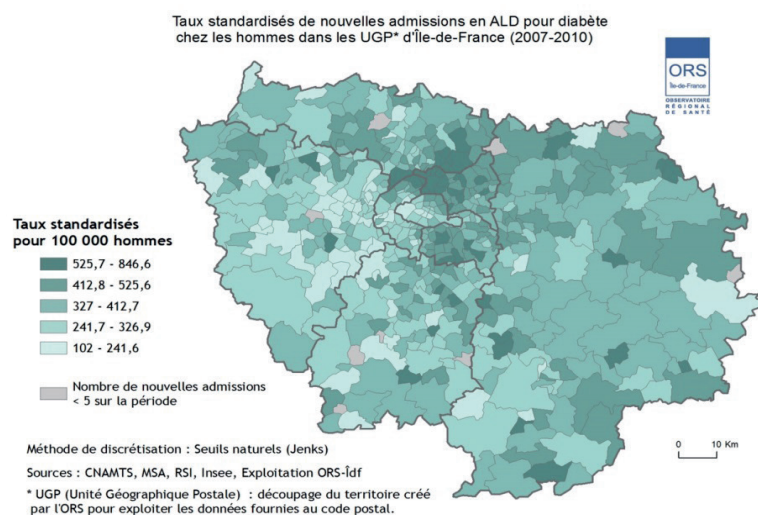 Taux standardisés de nouvelles admissions en ALD pour diabète
chez les hommes dans les UGP* d'Île-de-France (2007-2010)
ORS
Île-de-France
OBSERVATOIRE
RÉGIONAL
DE SANTÉ
Taux standardisés
pour 100 000 hommes
525,7 - 846,6
412,8 - 525,6
327 - 412,7
241,7 - 326,9
102 - 241,6
Nombre de nouvelles admissions
< 5 sur la période
Méthode de discrétisation : Seuils naturels (Jenks)
Sources : CNAMTS, MSA, RSI, Insee, Exploitation ORS-Îdf
* UGP (Unité Géographique Postale) : découpage du territoire créé
par l'ORS pour exploiter les données fournies au code postal.
0 10 Km